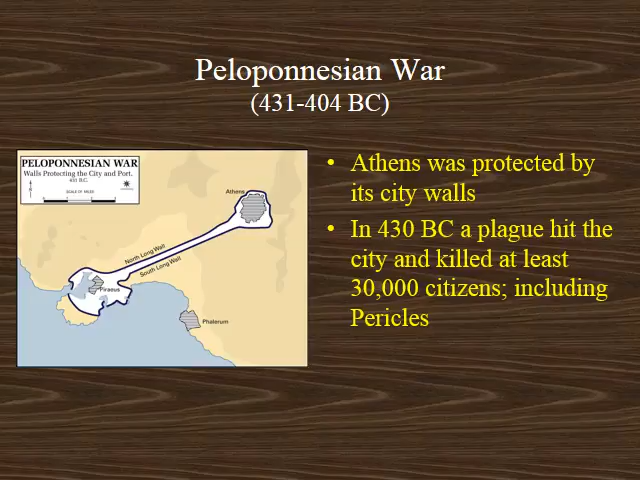 Peloponnesian War
(431-404 BC)
PELOPONNESIAN WAR
Walls Protecting the City and Port.
431 B.C.
SCALE OF MILES
Athens
North Long Wall
South Long Wall
Piraeus
Phalerum
• Athens was protected by
its city walls
• In 430 BC a plague hit the
city and killed at least
30,000 citizens; including
Pericles